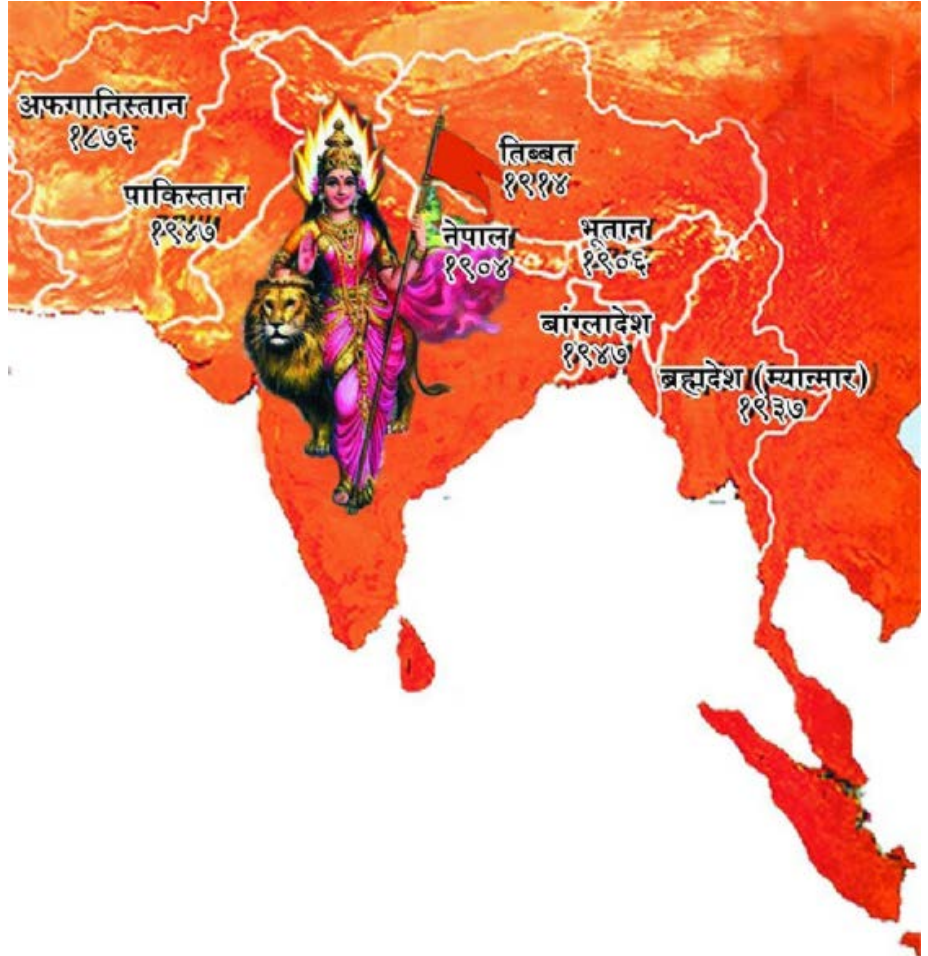 अफगानिस्तान
१८७६
पाकिस्तान
१९४७
तिब्बत
१९१४
नेपाल
१९०४
भूतान
१९०६
बांग्लादेश
१९४७
ब्रह्मदेश (म्यान्मार)
१९३७